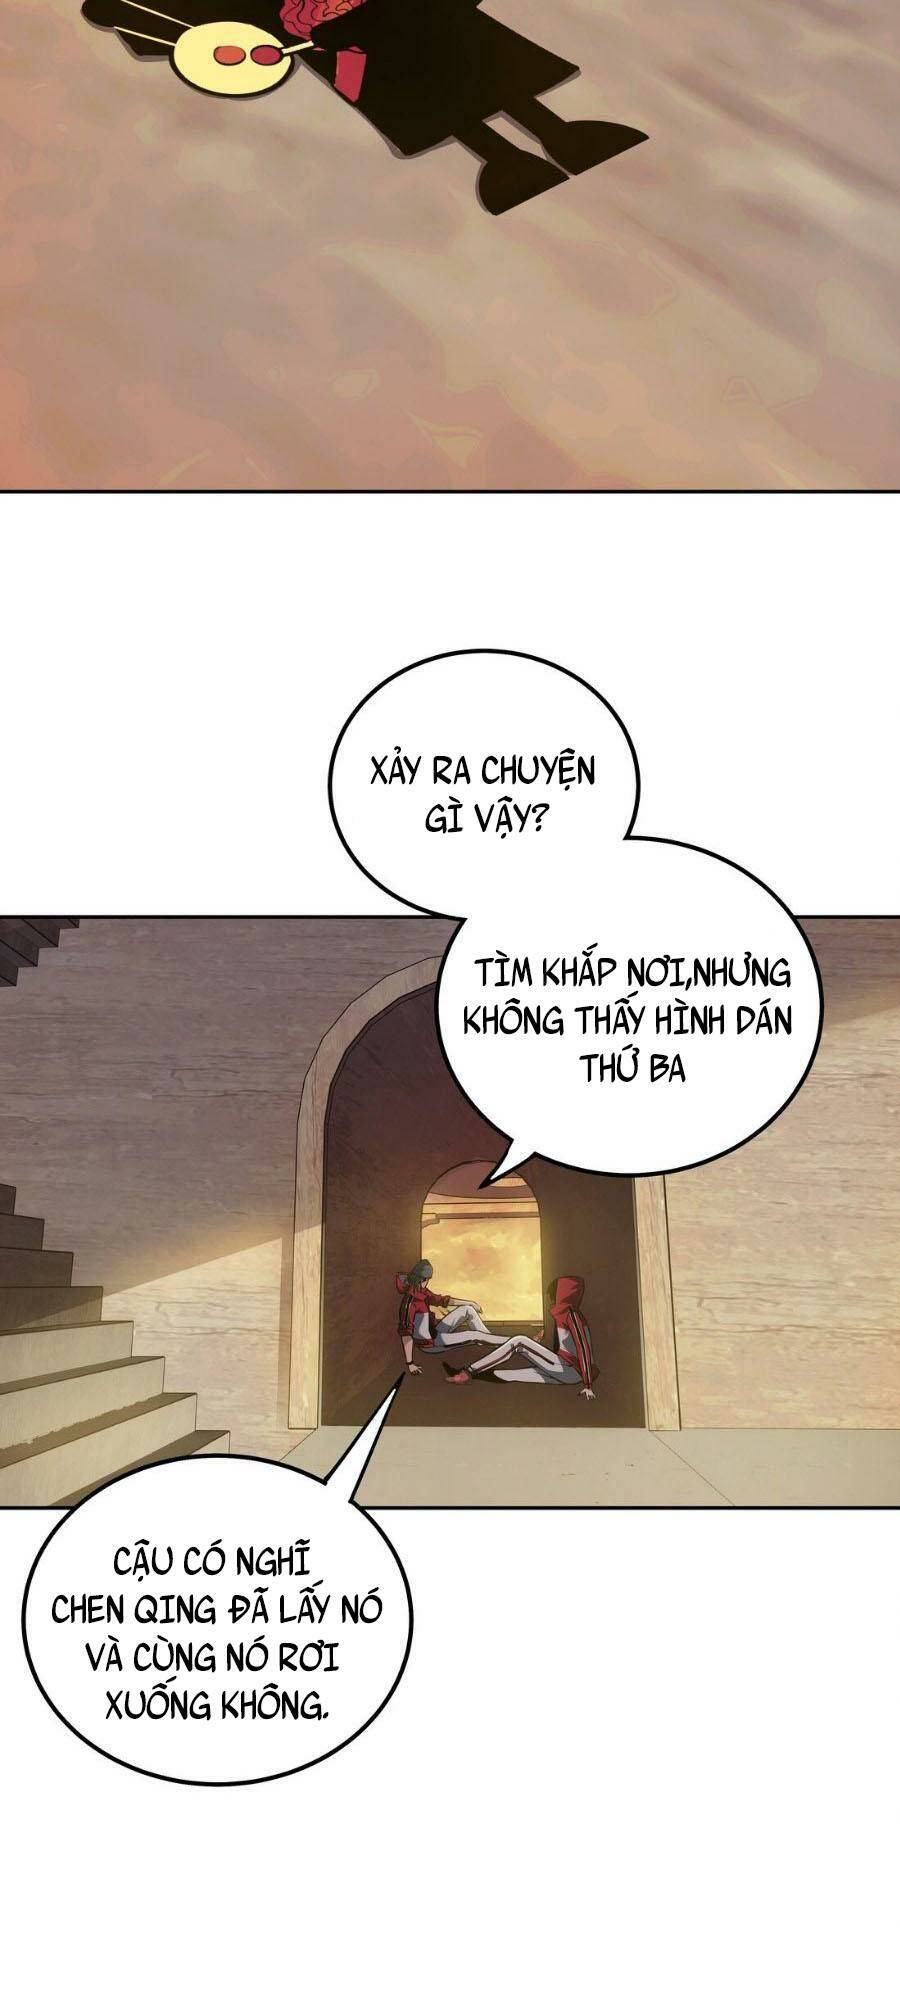 XẢY RA CHUYỆN
GÌ VẬY?
TÌM KHẮP NƠI,NHƯNG
KHÔNG THẤY HÌNH DÁN
THỨ BA
CẬU CÓ NGHĨ
CHEN QING ĐÃ LẤY NÓ
VÀ CÙNG NÓ RƠI
XUỐNG KHÔNG.